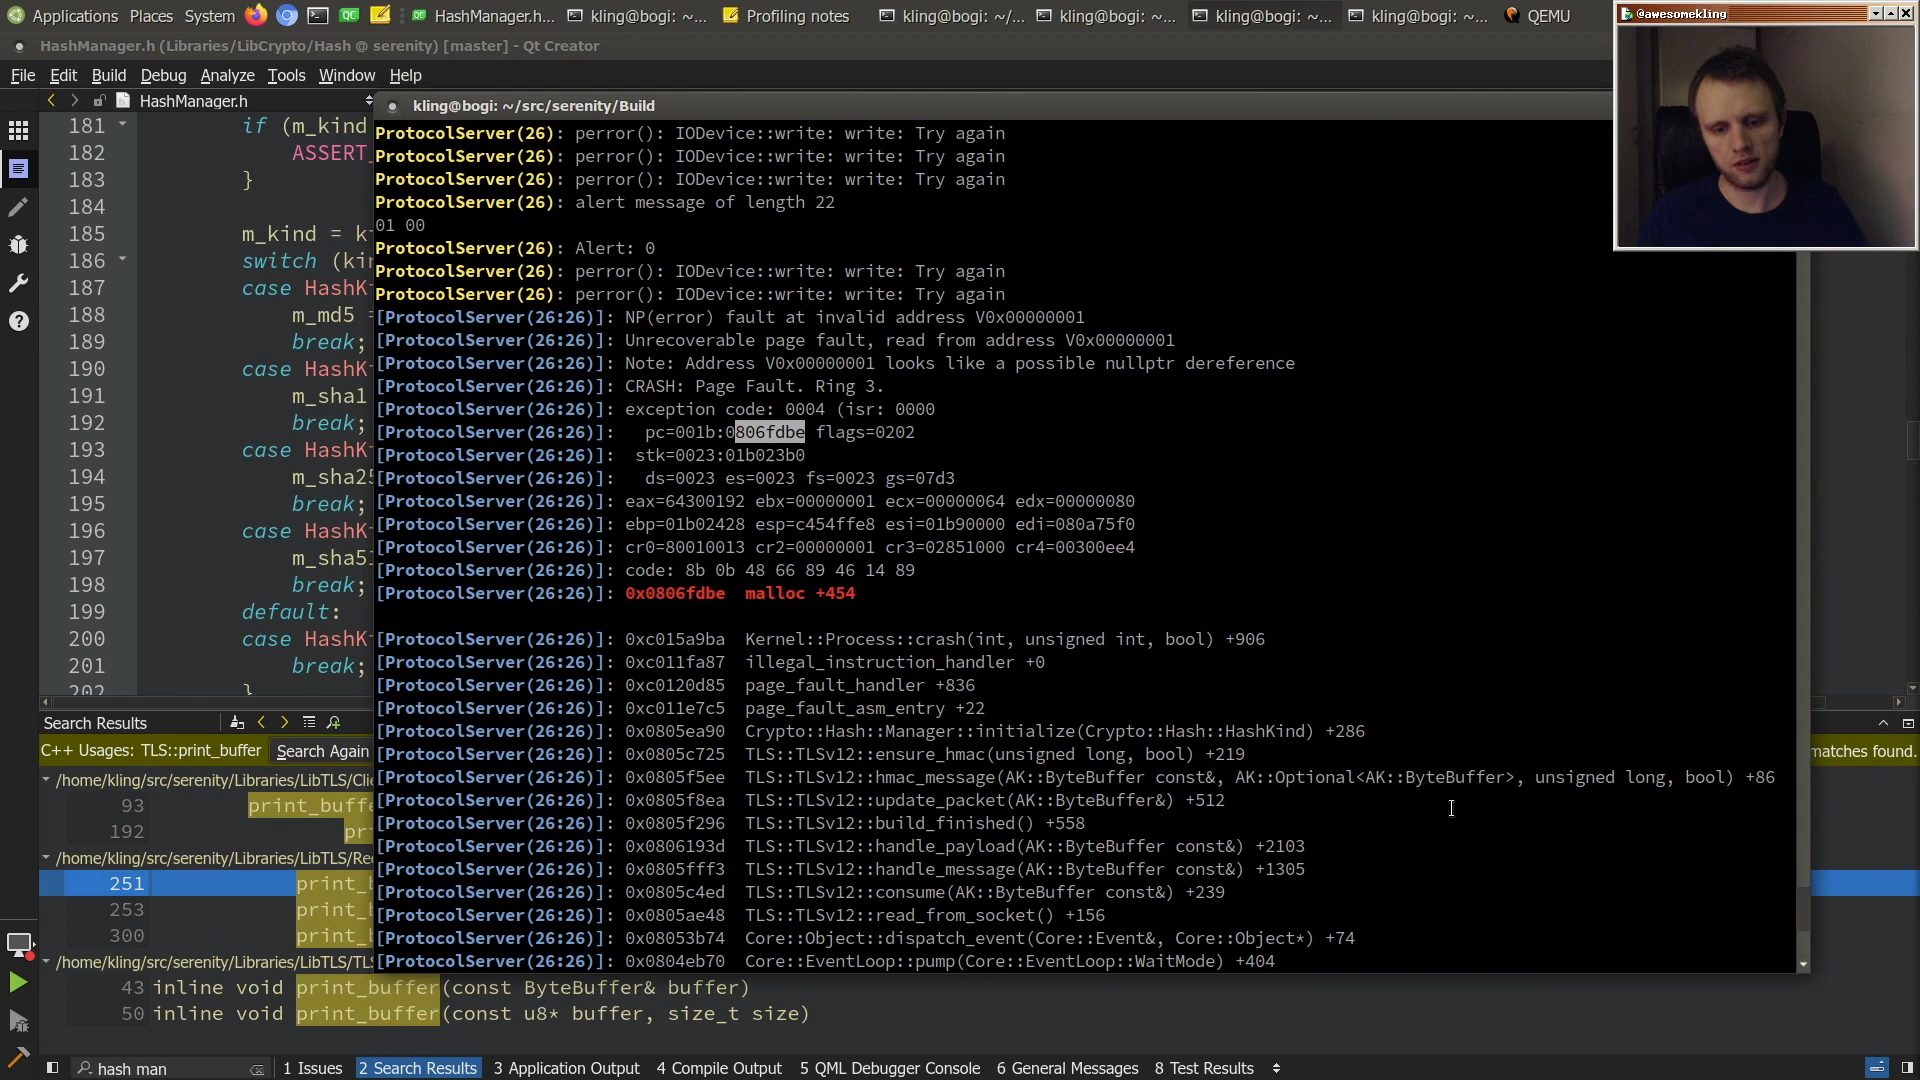 Applications Places System HashManager.h... kling@bogi: ~... Profiling notes kling@bogi: ~/... kling@bogi: ~... kling@bogi: ~... kling@bogi: ~... QEMU
@awesomekling
HashManager.h (Libraries/LibCrypto/Hash @ serenity) [master] - Qt Creator
File Edit Build Debug Analyze Tools Window Help
HashManager.h
kling@bogi: ~/src/serenity/Build
181 if (m_kind
182 ASSERT_
183 }
184
185 m_kind = ki
186 switch (kin
187 case HashKi
188 m_md5 =
189 break;
190 case HashKi
191 m_sha1
192 break;
193 case HashKi
194 m_sha25
195 break;
196 case HashKi
197 m_sha51
198 break;
199 default:
200 case HashKi
201 break;
202 }
ProtocolServer(26): perror(): IODevice::write: write: Try again
ProtocolServer(26): perror(): IODevice::write: write: Try again
ProtocolServer(26): perror(): IODevice::write: write: Try again
ProtocolServer(26): alert message of length 22
01 00
ProtocolServer(26): Alert: 0
ProtocolServer(26): perror(): IODevice::write: write: Try again
ProtocolServer(26): perror(): IODevice::write: write: Try again
[ProtocolServer(26:26)]: NP(error) fault at invalid address V0x00000001
[ProtocolServer(26:26)]: Unrecoverable page fault, read from address V0x00000001
[ProtocolServer(26:26)]: Note: Address V0x00000001 looks like a possible nullptr dereference
[ProtocolServer(26:26)]: CRASH: Page Fault. Ring 3.
[ProtocolServer(26:26)]: exception code: 0004 (isr: 0000
[ProtocolServer(26:26)]: pc=001b:0806fdbe flags=0202
[ProtocolServer(26:26)]: stk=0023:01b023b0
[ProtocolServer(26:26)]: ds=0023 es=0023 fs=0023 gs=07d3
[ProtocolServer(26:26)]: eax=64300192 ebx=00000001 ecx=00000064 edx=00000080
[ProtocolServer(26:26)]: ebp=01b02428 esp=c454ffe8 esi=01b90000 edi=080a75f0
[ProtocolServer(26:26)]: cr0=80010013 cr2=00000001 cr3=02851000 cr4=00300ee4
[ProtocolServer(26:26)]: code: 8b 0b 48 66 89 46 14 89
[ProtocolServer(26:26)]: 0x0806fdbe malloc +454
[ProtocolServer(26:26)]: 0xc015a9ba Kernel::Process::crash(int, unsigned int, bool) +906
[ProtocolServer(26:26)]: 0xc011fa87 illegal_instruction_handler +0
[ProtocolServer(26:26)]: 0xc0120d85 page_fault_handler +836
[ProtocolServer(26:26)]: 0xc011e7c5 page_fault_asm_entry +22
[ProtocolServer(26:26)]: 0x0805ea90 Crypto::Hash::Manager::initialize(Crypto::Hash::HashKind) +286
[ProtocolServer(26:26)]: 0x0805c725 TLS::TLSv12::ensure_hmac(unsigned long, bool) +219
[ProtocolServer(26:26)]: 0x0805f5ee TLS::TLSv12::hmac_message(AK::ByteBuffer const&, AK::Optional<AK::ByteBuffer>, unsigned long, bool) +86
[ProtocolServer(26:26)]: 0x0805f8ea TLS::TLSv12::update_packet(AK::ByteBuffer&) +512
[ProtocolServer(26:26)]: 0x0805f296 TLS::TLSv12::build_finished() +558
[ProtocolServer(26:26)]: 0x0806193d TLS::TLSv12::handle_payload(AK::ByteBuffer const&) +2103
[ProtocolServer(26:26)]: 0x0805fff3 TLS::TLSv12::handle_message(AK::ByteBuffer const&) +1305
[ProtocolServer(26:26)]: 0x0805c4ed TLS::TLSv12::consume(AK::ByteBuffer const&) +239
[ProtocolServer(26:26)]: 0x0805ae48 TLS::TLSv12::read_from_socket() +156
[ProtocolServer(26:26)]: 0x08053b74 Core::Object::dispatch_event(Core::Event&, Core::Object*) +74
[ProtocolServer(26:26)]: 0x0804eb70 Core::EventLoop::pump(Core::EventLoop::WaitMode) +404
Search Results
C++ Usages: TLS::print_buffer Search Again matches found.
/home/kling/src/serenity/Libraries/LibTLS/Cli
93 print_buffe
192 pri
/home/kling/src/serenity/Libraries/LibTLS/Rec
251 print_b
253 print_b
300 print_b
/home/kling/src/serenity/Libraries/LibTLS/TLS
43 inline void print_buffer(const ByteBuffer& buffer)
50 inline void print_buffer(const u8* buffer, size_t size)
hash man 1 Issues 2 Search Results 3 Application Output 4 Compile Output 5 QML Debugger Console 6 General Messages 8 Test Results